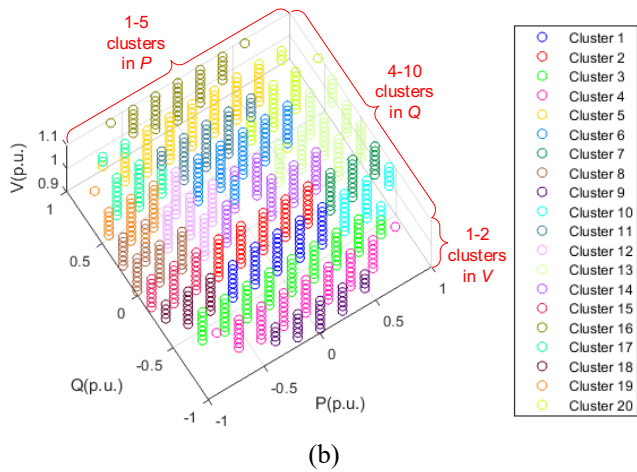 1-5
clusters
in P
4-10
clusters
in Q
1-2
clusters
in V
V(p.u.)
1.1
1
0.9
1
0.5
0
-0.5
-1
Q(p.u.)
-1
-0.5
0
0.5
1
P(p.u.)
Cluster 1
Cluster 2
Cluster 3
Cluster 4
Cluster 5
Cluster 6
Cluster 7
Cluster 8
Cluster 9
Cluster 10
Cluster 11
Cluster 12
Cluster 13
Cluster 14
Cluster 15
Cluster 16
Cluster 17
Cluster 18
Cluster 19
Cluster 20
(b)